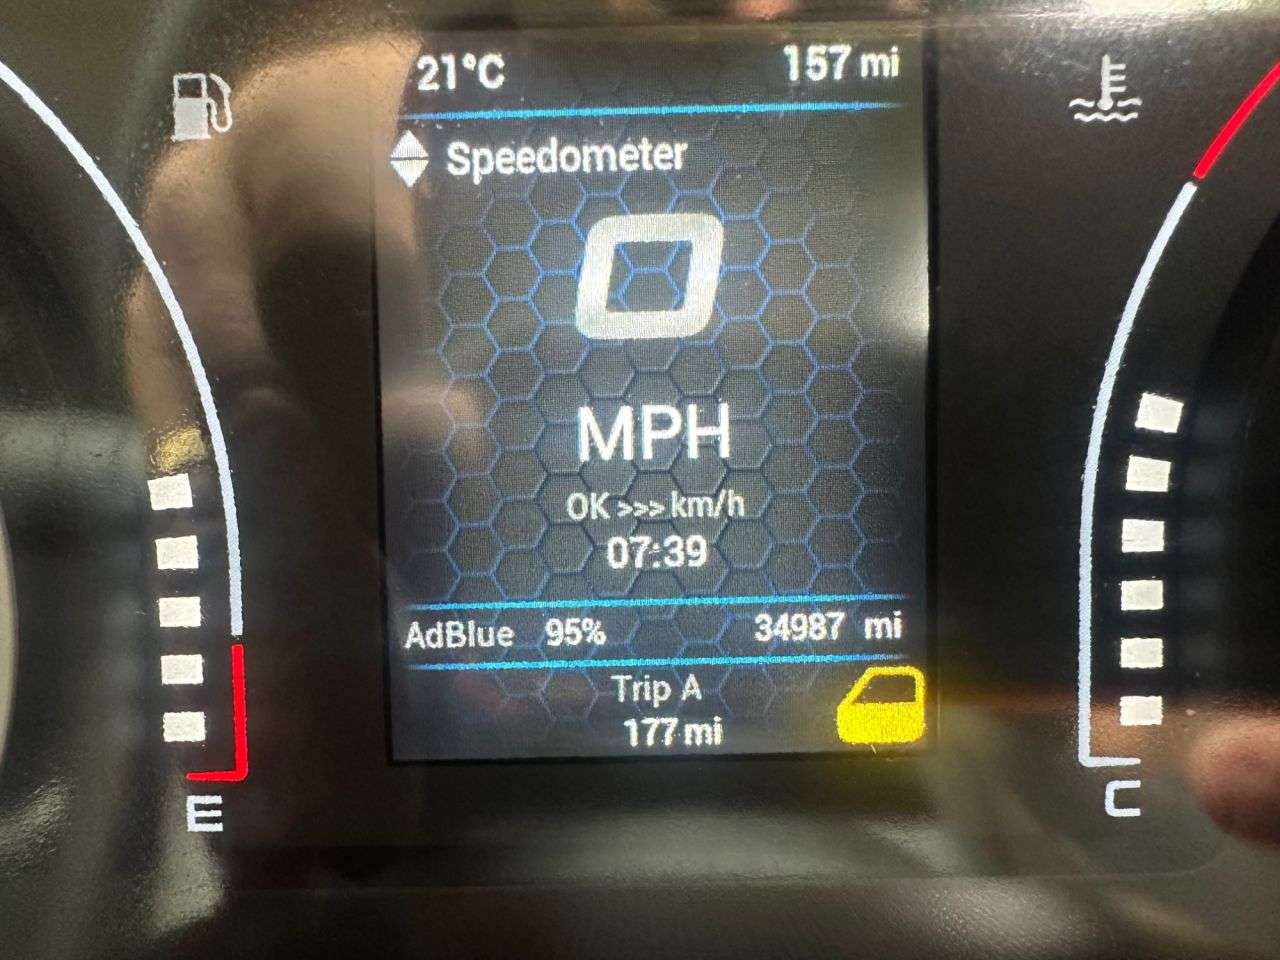 21°C 157 mi
Speedometer
0
MPH
OK >>> km/h
07:39
AdBlue 95% 34987 mi
Trip A
177 mi
E C